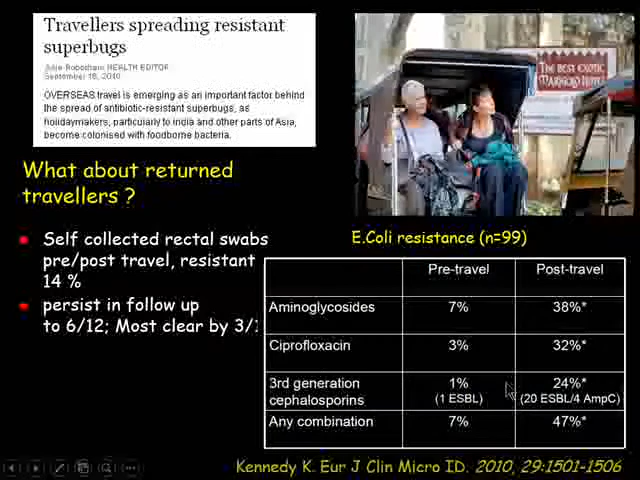 Travellers spreading resistant
superbugs
Julie Robotham HEALTH EDITOR
September 16, 2010
OVERSEAS travel is emerging as an important factor behind
the spread of antibiotic-resistant superbugs, as
holidaymakers, particularly to India and other parts of Asia,
become colonised with foodborne bacteria.
THE BEST EXOTIC
MARIGOLD HOTEL
What about returned
travellers ?
Self collected rectal swabs
pre/post travel, resistant
14 %
persist in follow up
to 6/12; Most clear by 3/1
E.Coli resistance (n=99)
Pre-travel Post-travel
Aminoglycosides 7% 38%*
Ciprofloxacin 3% 32%*
3rd generation 1% 24%*
cephalosporins (1 ESBL) (20 ESBL/4 AmpC)
Any combination 7% 47%*
Kennedy K. Eur J Clin Micro ID. 2010, 29:1501-1506